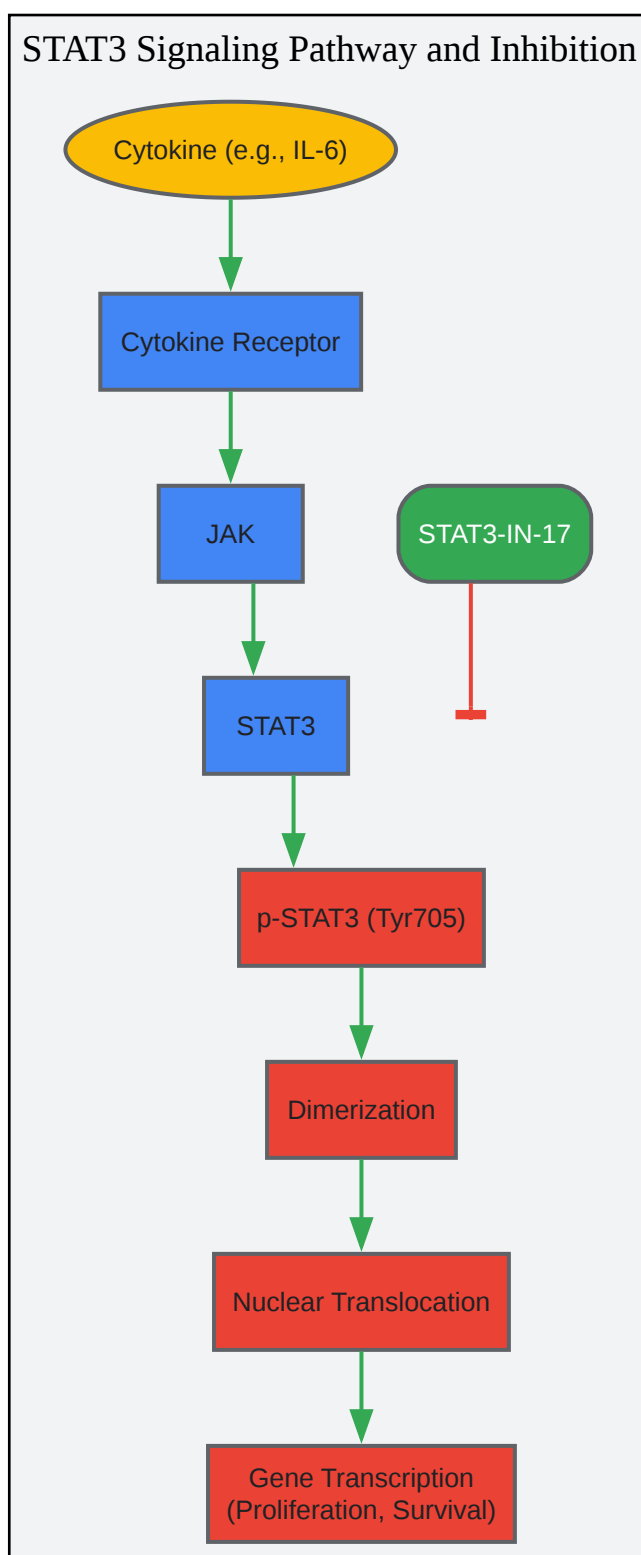 STAT3 Signaling Pathway and Inhibition
Cytokine (e.g., IL-6)
Cytokine Receptor
JAK
STAT3-IN-17
STAT3
p-STAT3 (Tyr705)
Dimerization
Nuclear Translocation
Gene Transcription
(Proliferation, Survival)